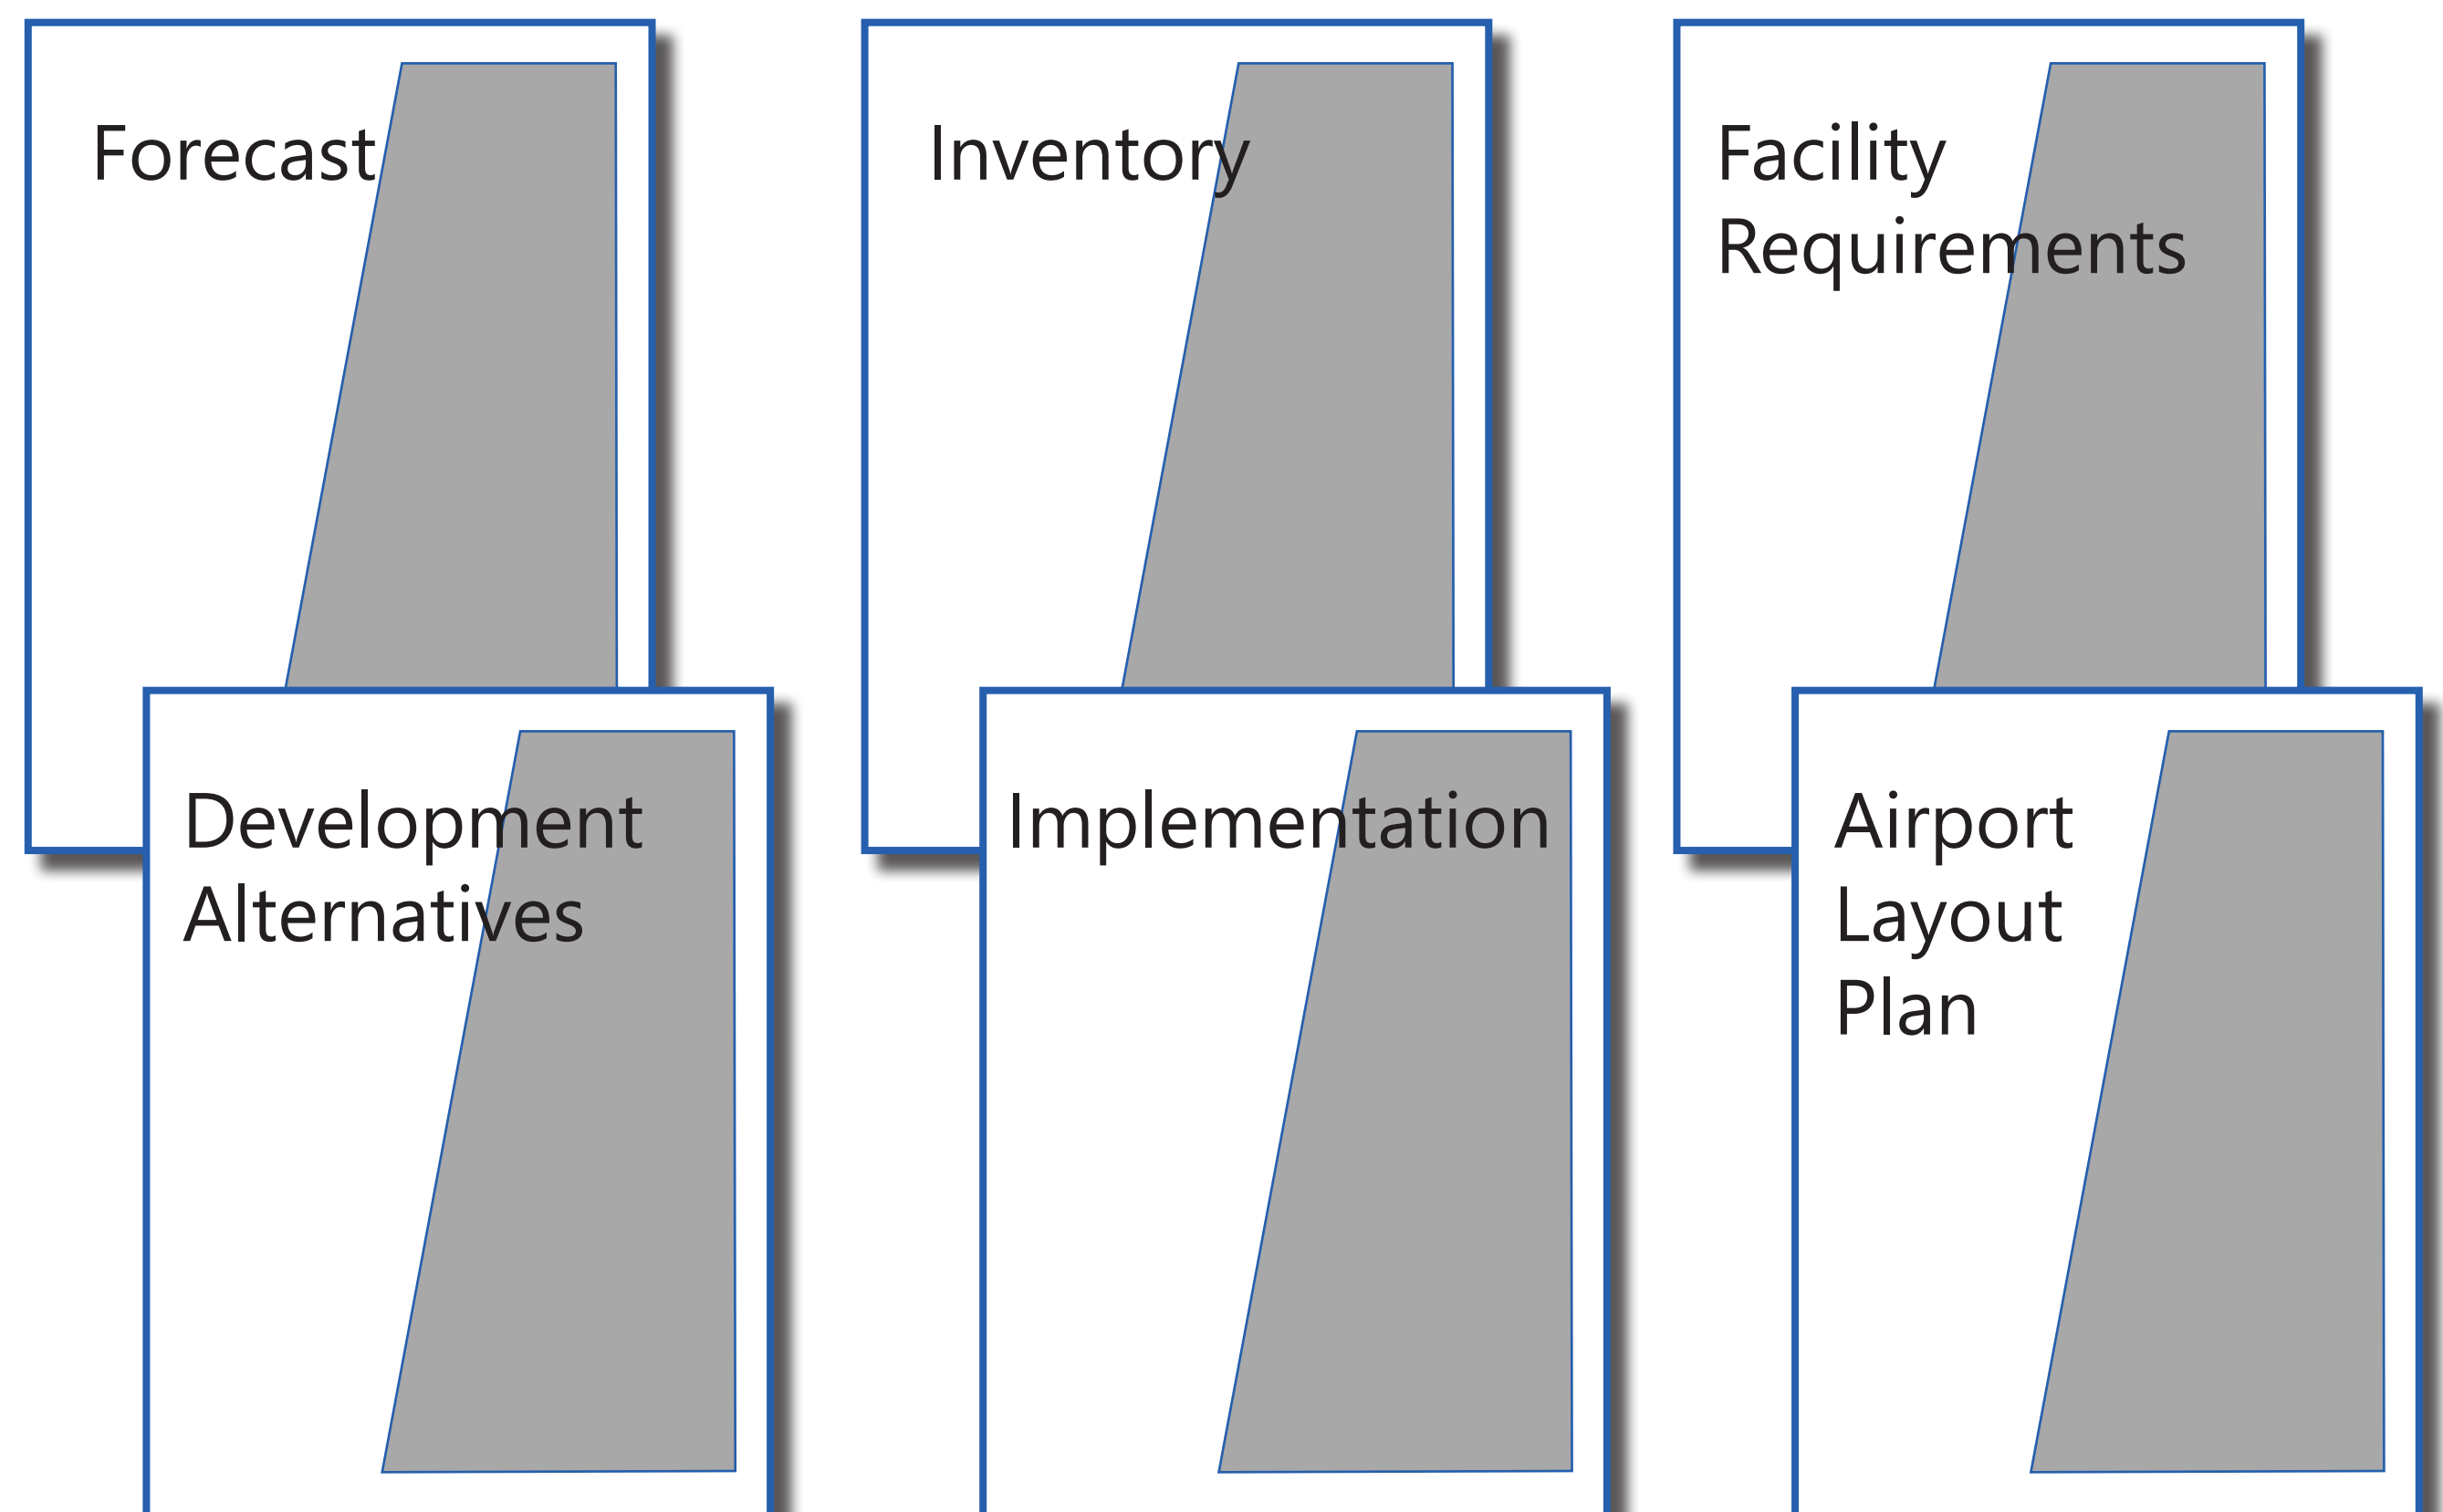 Forecast
Inventory
Facility
Requirements
Development
Alternatives
Implementation
Airport
Layout
Plan